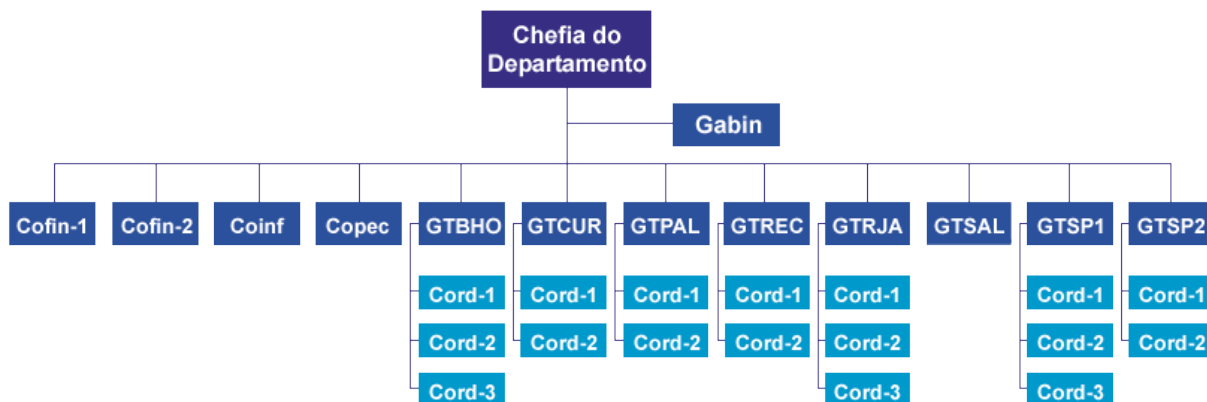 Chefia do
Departamento
Gabin
Cofin-1 Cofin-2 Coinf Copec GTBHO GTCUR GTPAL GTREC GTRJA GTSAL GTSP1 GTSP2
Cord-1 Cord-1 Cord-1 Cord-1 Cord-1 Cord-1 Cord-1
Cord-2 Cord-2 Cord-2 Cord-2 Cord-2 Cord-2 Cord-2
Cord-3 Cord-3 Cord-3